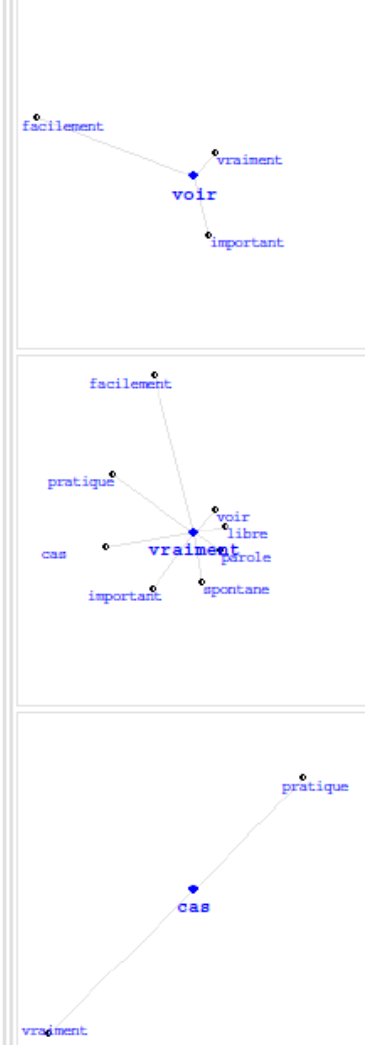 facilement
vraiment
voir
important
facilement
pratique
voir
libre
vraiment
cas
parole
spontane
important
pratique
cas
vraiment